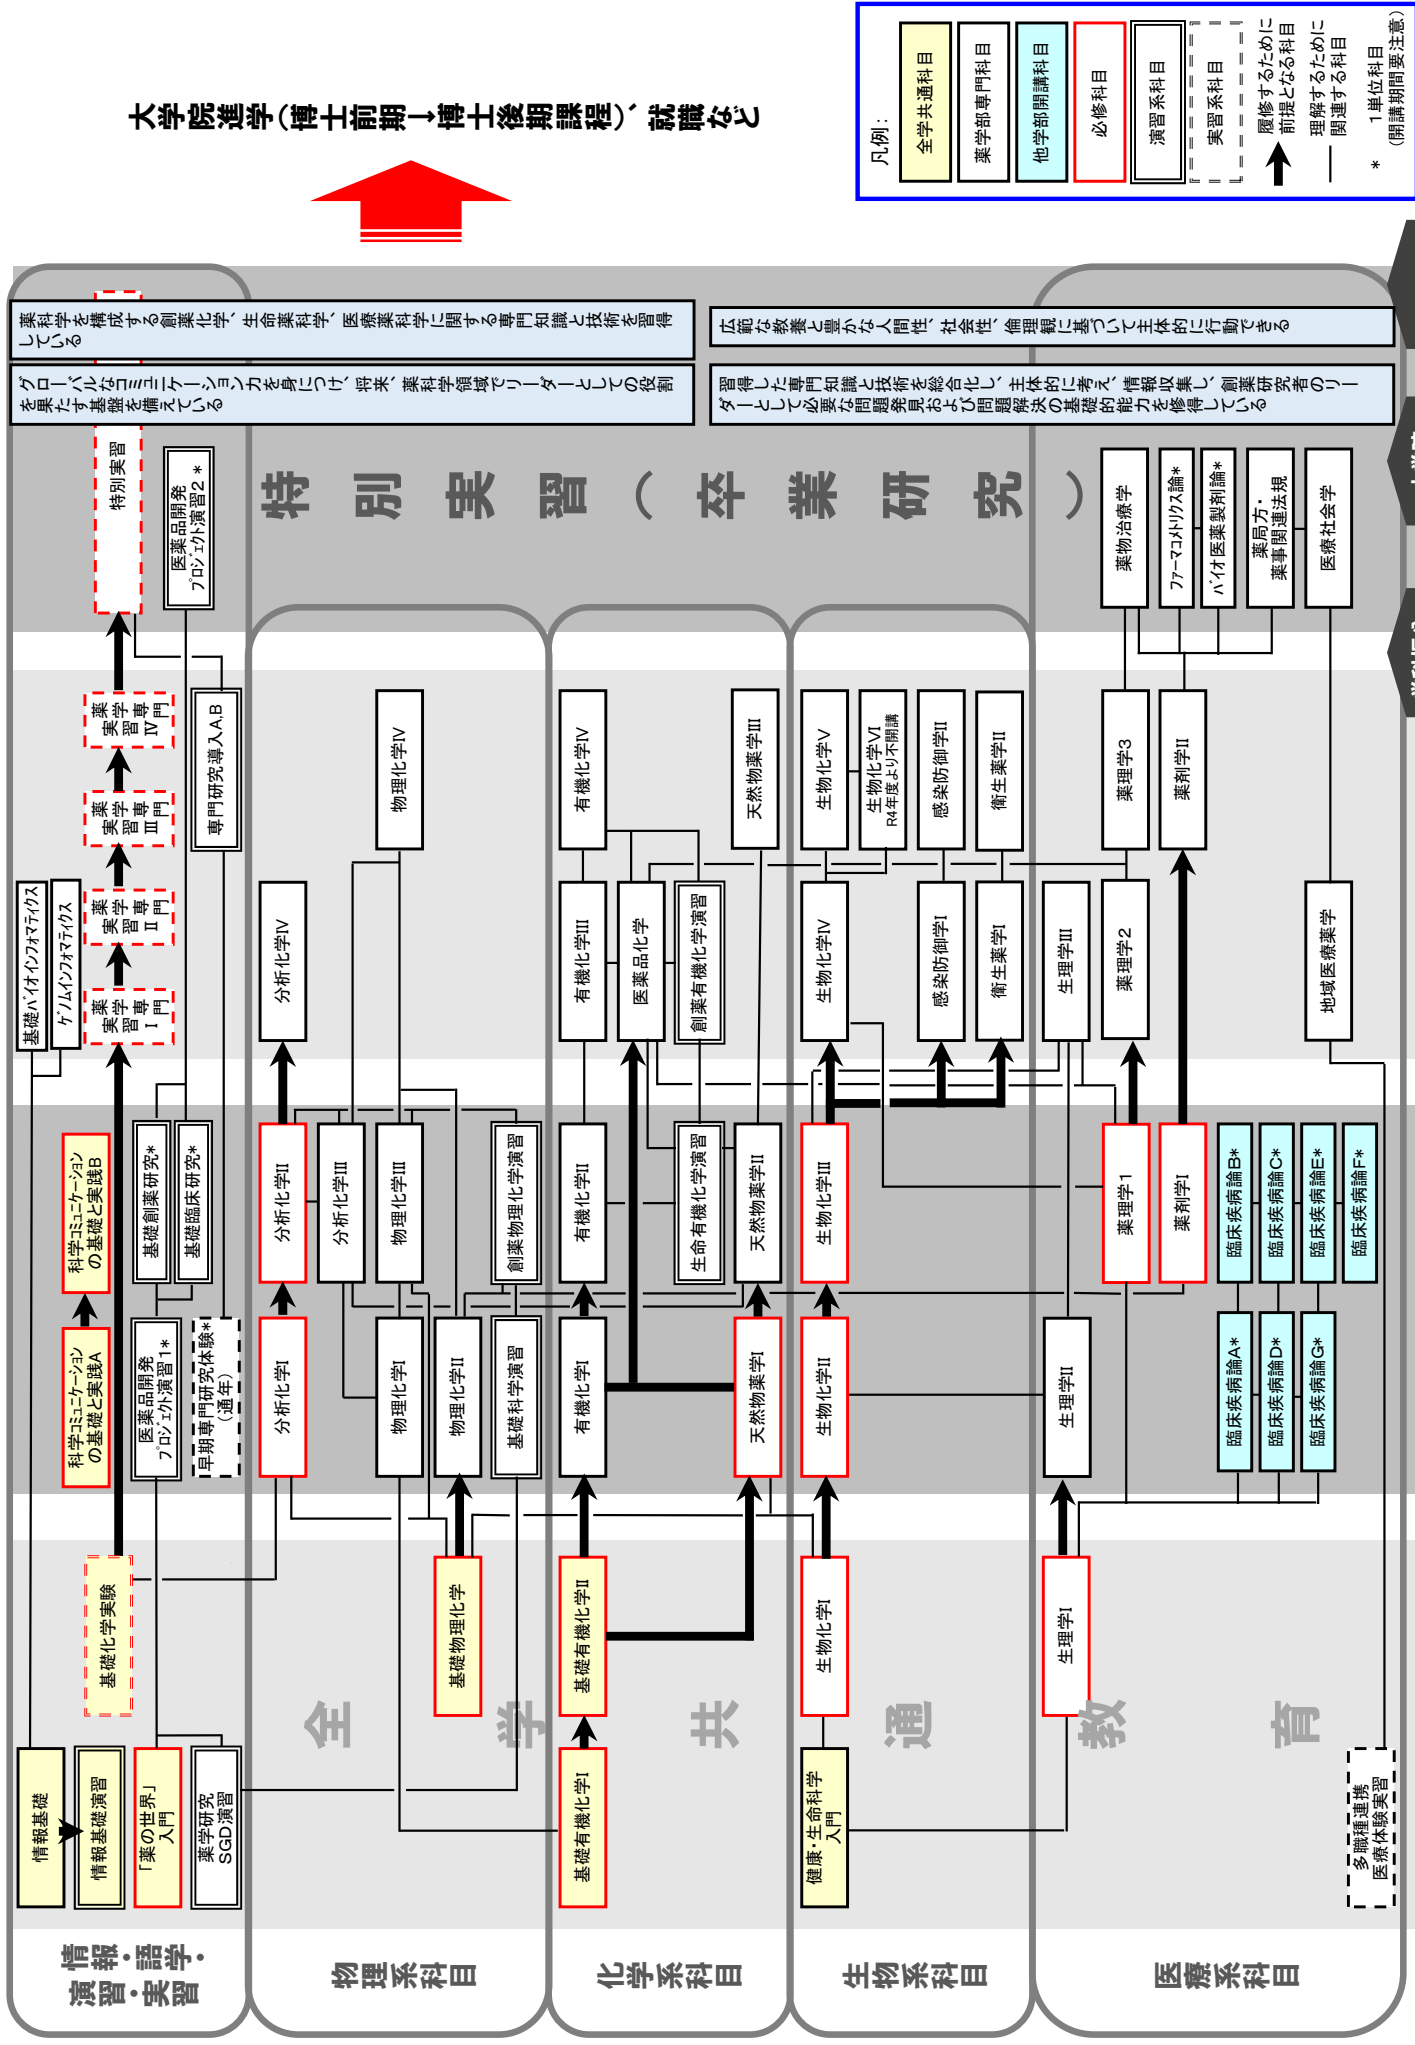 大学院進学(博士前期→博士後期課程)、就職など
凡例:
全学共通科目
薬学部専門科目
他学部開講科目
必修科目
演習系科目
実習系科目
履修するために
前提となる科目
理解するために
関連する科目
* 1単位科目
(開講期間要注意)
薬科学を構成する創薬化学、生命薬科学、医療薬科学に関する専門知識と技術を習得
している
グローバルなコミュニケーション力を身につけ、将来、薬科学領域でリーダーとしての役割
を果たす基盤を備えている
広範な教養と豊かな人間性、社会性、倫理観に基づいて主体的に行動できる
習得した専門知識と技術を総合化し、主体的に考え、情報収集し、創薬研究者のリー
ダーとして必要な問題発見および問題解決の基礎的能力を修得している
特別実習(卒業研究)
全学共通教育
情報・語学・
演習・実習
情報基礎
情報基礎演習
「薬の世界」
入門
薬学研究
SGD演習
基礎化学実験
科学コミュニケーション
の基礎と実践A
科学コミュニケーション
の基礎と実践B
医薬品開発
プロジェクト演習1*
早期専門研究体験*
(通年)
基礎創薬研究*
基礎臨床研究*
基礎バイオインフォマティクス
ゲノムインフォマティクス
薬学専門
実習I
薬学専門
実習II
薬学専門
実習III
薬学専門
実習IV
専門研究導入A,B
特別実習
医薬品開発
プロジェクト演習2*
物理系科目
基礎物理化学
分析化学I
物理化学I
物理化学II
基礎科学演習
分析化学II
分析化学III
物理化学III
創薬物理化学演習
分析化学IV
物理化学IV
化学系科目
基礎有機化学I
基礎有機化学II
有機化学I
天然物薬学I
有機化学II
生命有機化学演習
天然物薬学II
有機化学III
医薬品化学
創薬有機化学演習
有機化学IV
天然物薬学III
生物系科目
健康・生命科学
入門
生物化学I
生物化学II
生物化学III
生物化学IV
感染防御学I
衛生薬学I
生物化学V
生物化学VI
R4年度より不開講
感染防御学II
衛生薬学II
医療系科目
多職種連携
医療体験実習
生理学I
生理学II
臨床疾病論A*
臨床疾病論D*
臨床疾病論G*
薬理学1
薬剤学I
臨床疾病論B*
臨床疾病論C*
臨床疾病論E*
臨床疾病論F*
生理学III
薬理学2
地域医療薬学
薬理学3
薬剤学II
薬物治療学
ファーマコメトリクス論*
バイオ医薬製剤論*
薬局方・
薬事関連法規
医療社会学